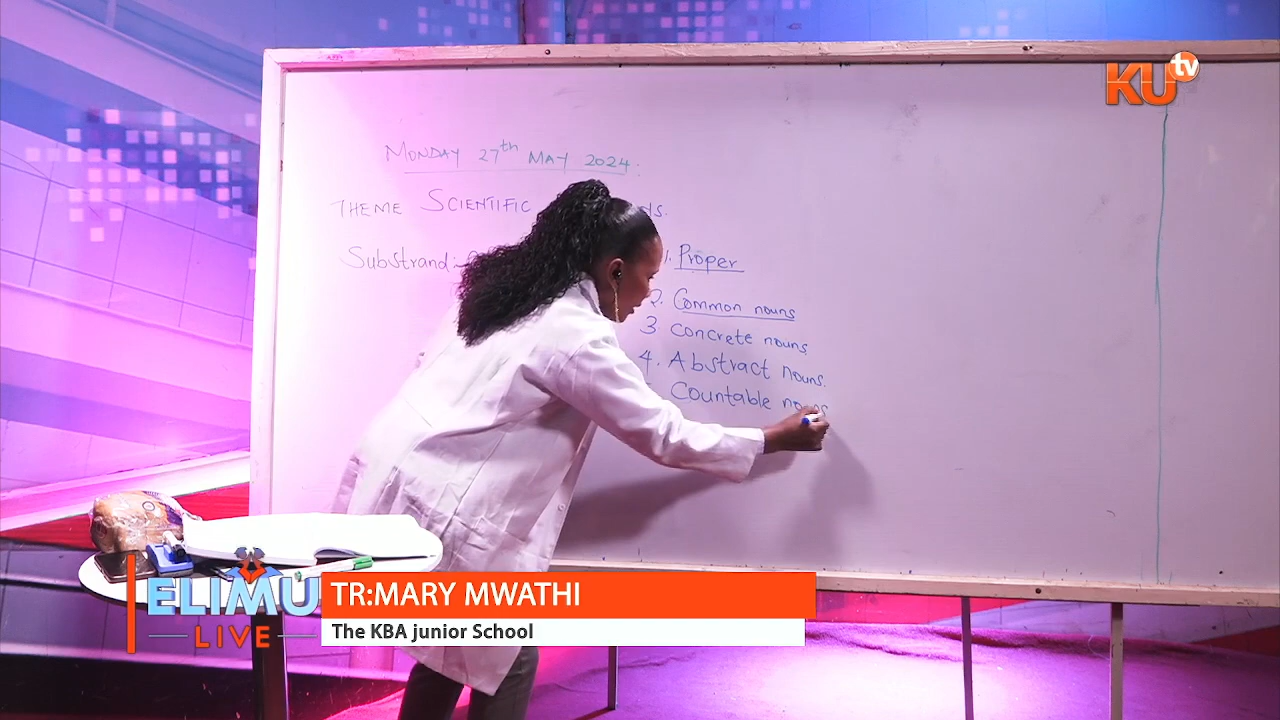 KU tv
MONDAY 27th MAY 2024.
THEME SCIENTIFIC
Substrand:
1. Proper
2. Common nouns
3. concrete nouns
4. Abstract nouns.
Countable nouns
ELIMU
LIVE
TR:MARY MWATHI
The KBA junior School